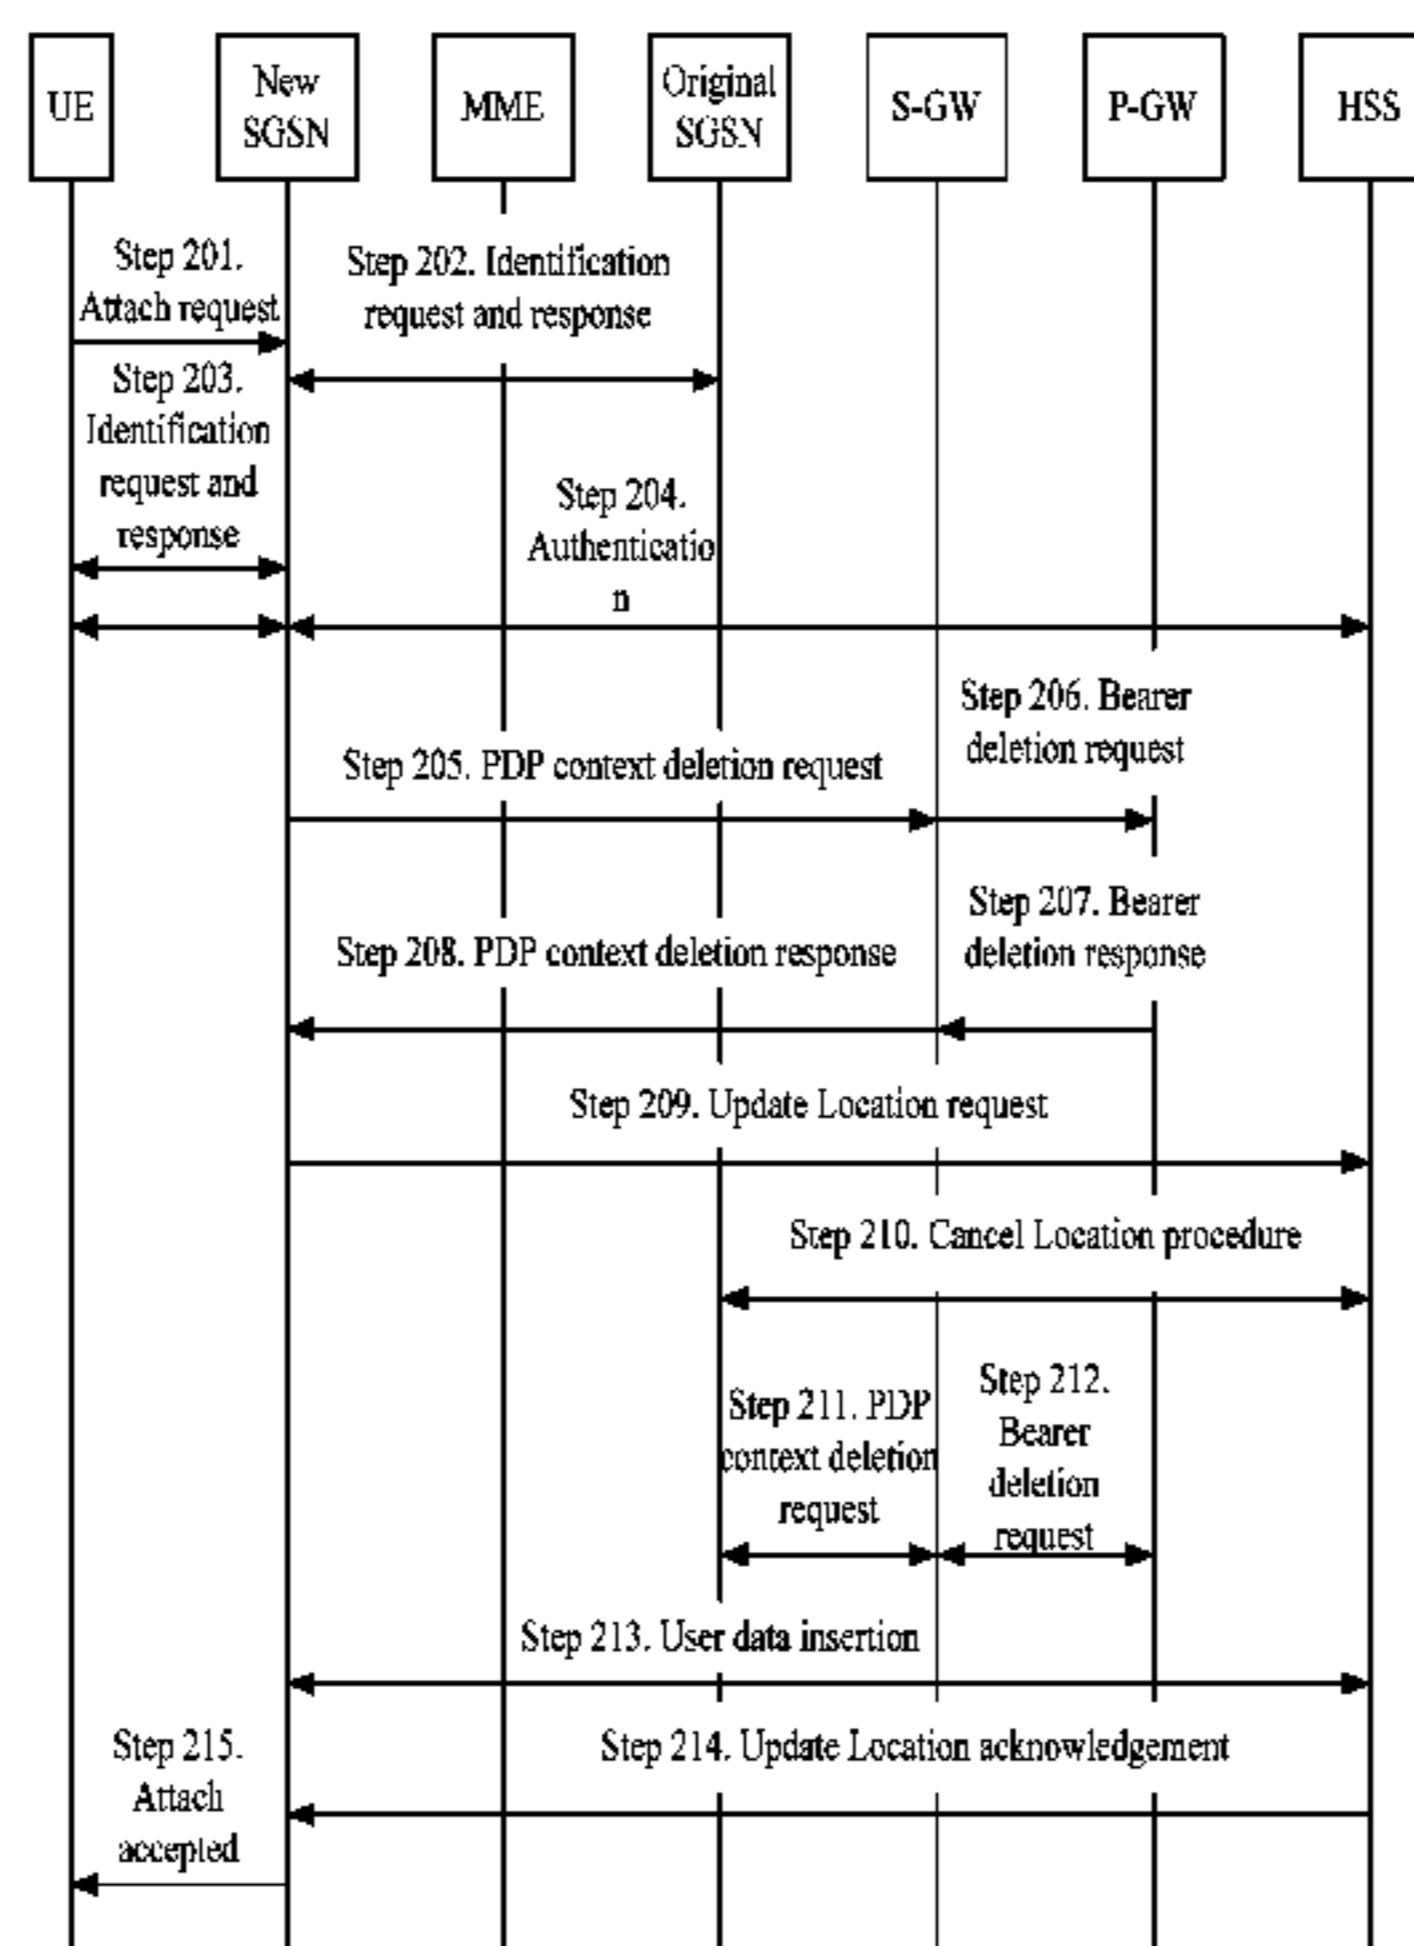 UE
New
SGSN
MME
Original
SGSN
S-GW
P-GW
HSS
Step 201.
Attach request
Step 202. Identification
request and response
Step 203.
Identification
request and
response
Step 204.
Authenticatio
n
Step 205. PDP context deletion request
Step 206. Bearer
deletion request
Step 207. Bearer
deletion response
Step 208. PDP context deletion response
Step 209. Update Location request
Step 210. Cancel Location procedure
Step 211. PDP
context deletion
request
Step 212.
Bearer
deletion
request
Step 213. User data insertion
Step 214. Update Location acknowledgement
Step 215.
Attach
accepted